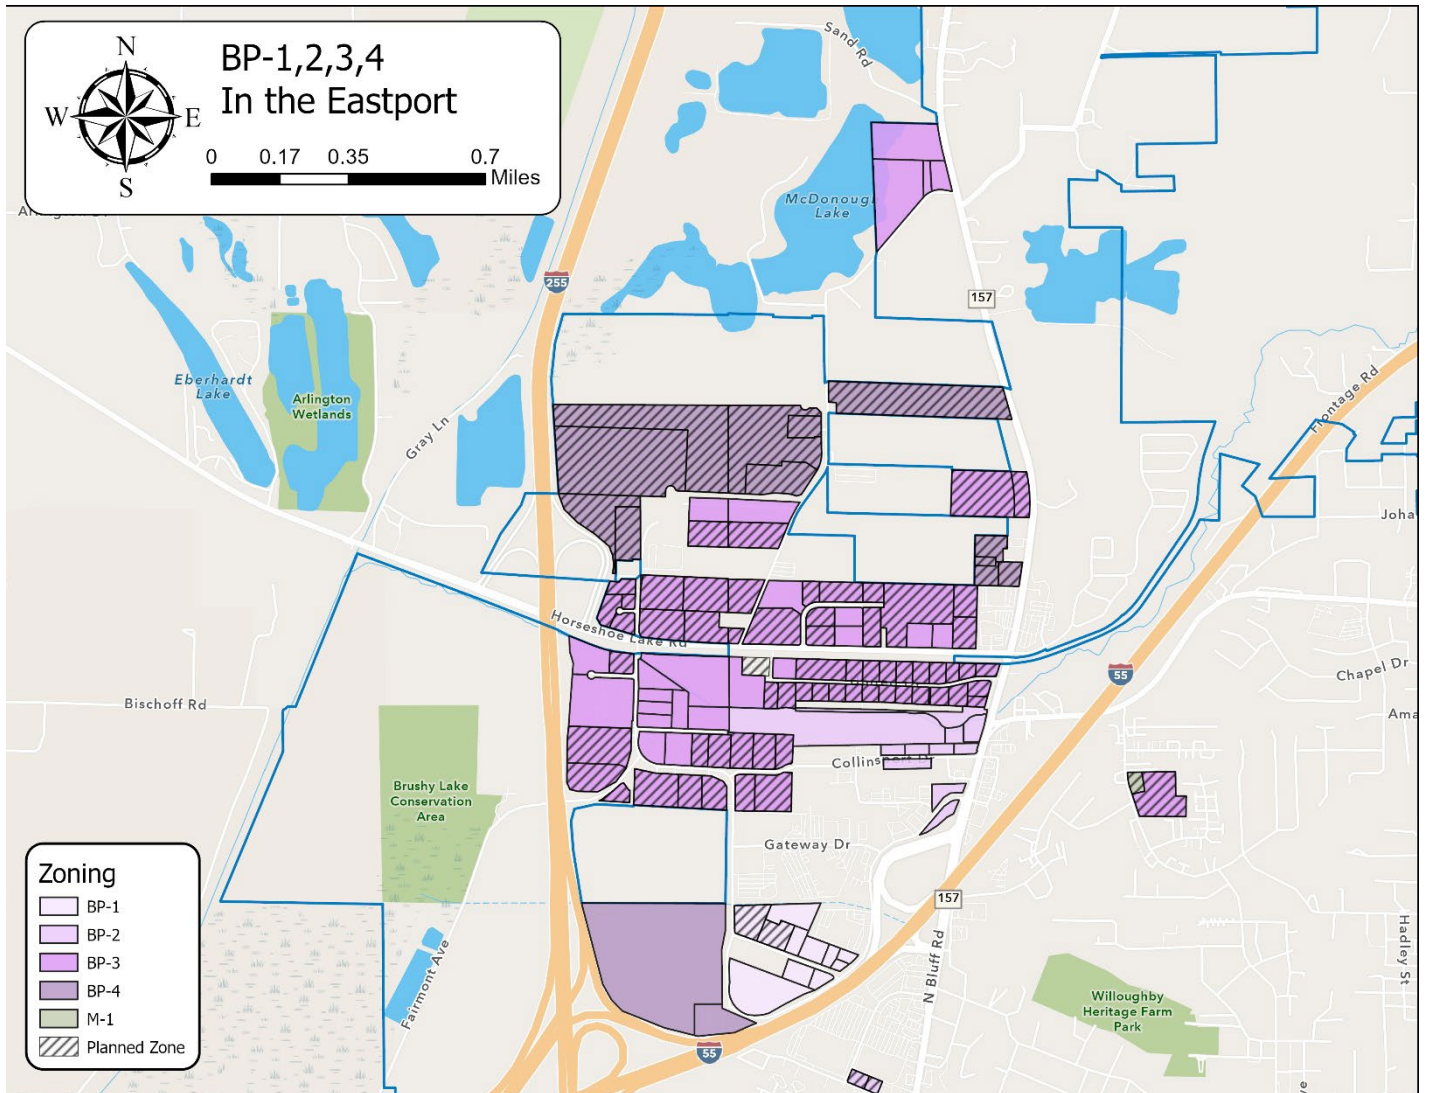 BP-1,2,3,4
In the Eastport
N
W
E
S
0
0.17
0.35
0.7
Miles
Sand Rd
McDonough
Lake
255
157
Eberhardt
Lake
Arlington
Wetlands
Gray Ln
Frontage Rd
Joha
Horseshoe Lake Rd
55
Chapel Dr
Bischoff Rd
Ama
Collinsport Dr
Brushy Lake
Conservation
Area
Gateway Dr
157
Zoning
BP-1
BP-2
BP-3
BP-4
M-1
Planned Zone
Fairmont Ave
N Bluff Rd
Hadley St
Willoughby
Heritage Farm
Park
55